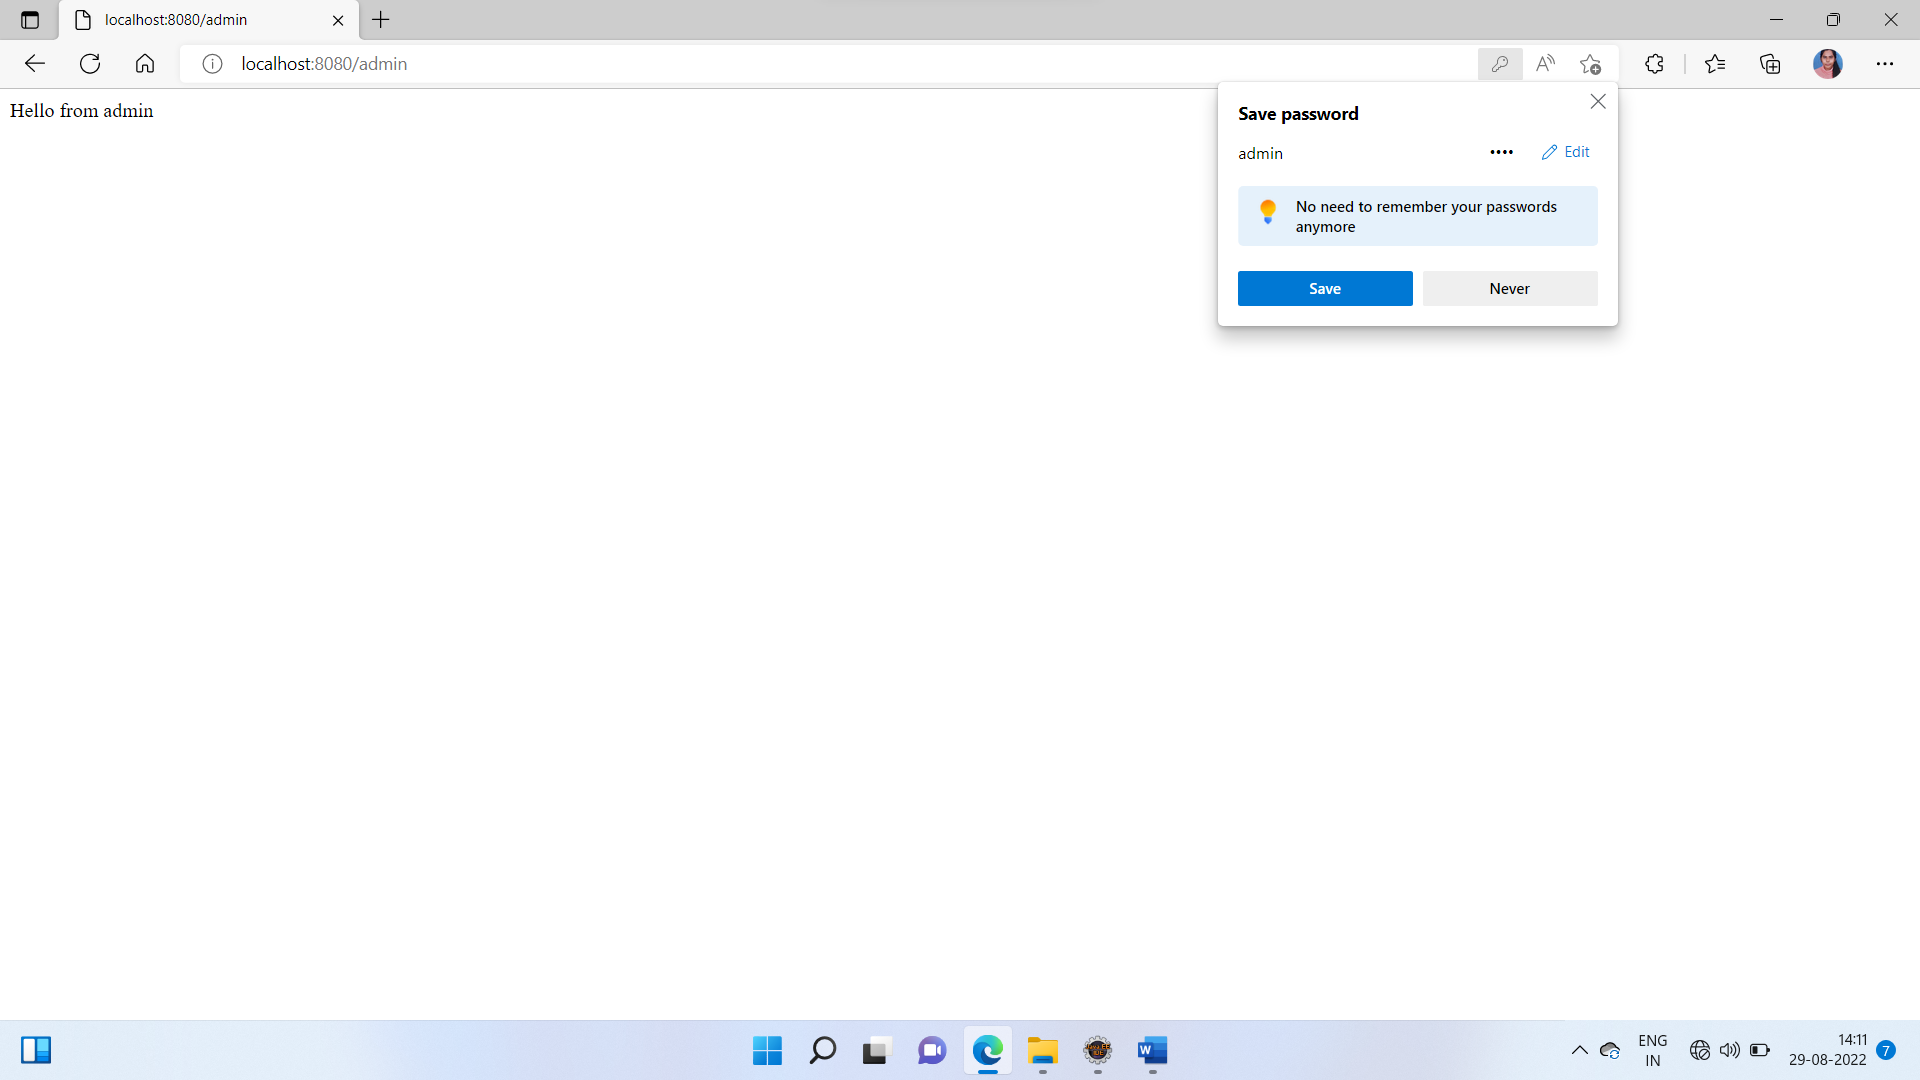 localhost:8080/admin
localhost:8080/admin
Hello from admin
Save password
admin •••• Edit
No need to remember your passwords
anymore
Save Never
ENG
IN
14:11
29-08-2022
7